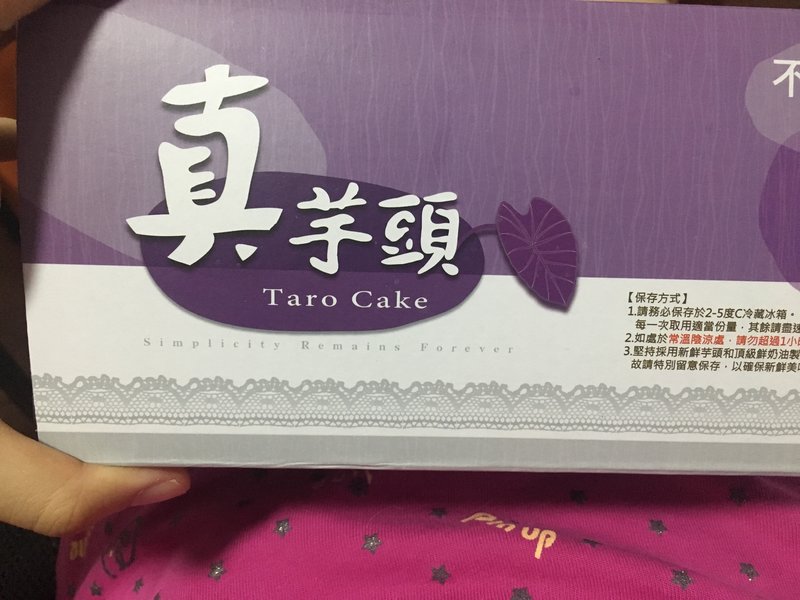 不
真芋頭
Taro Cake
Simplicity Remains Forever
【保存方式】
1.請務必保存於2-5度C冷藏冰箱。
每一次取用適當份量，其餘請盡速
2.如處於常溫陰涼處，請勿超過1小時
3.堅持採用新鮮芋頭和頂級鮮奶油製
故請特別留意保存，以確保新鮮美味
pin up